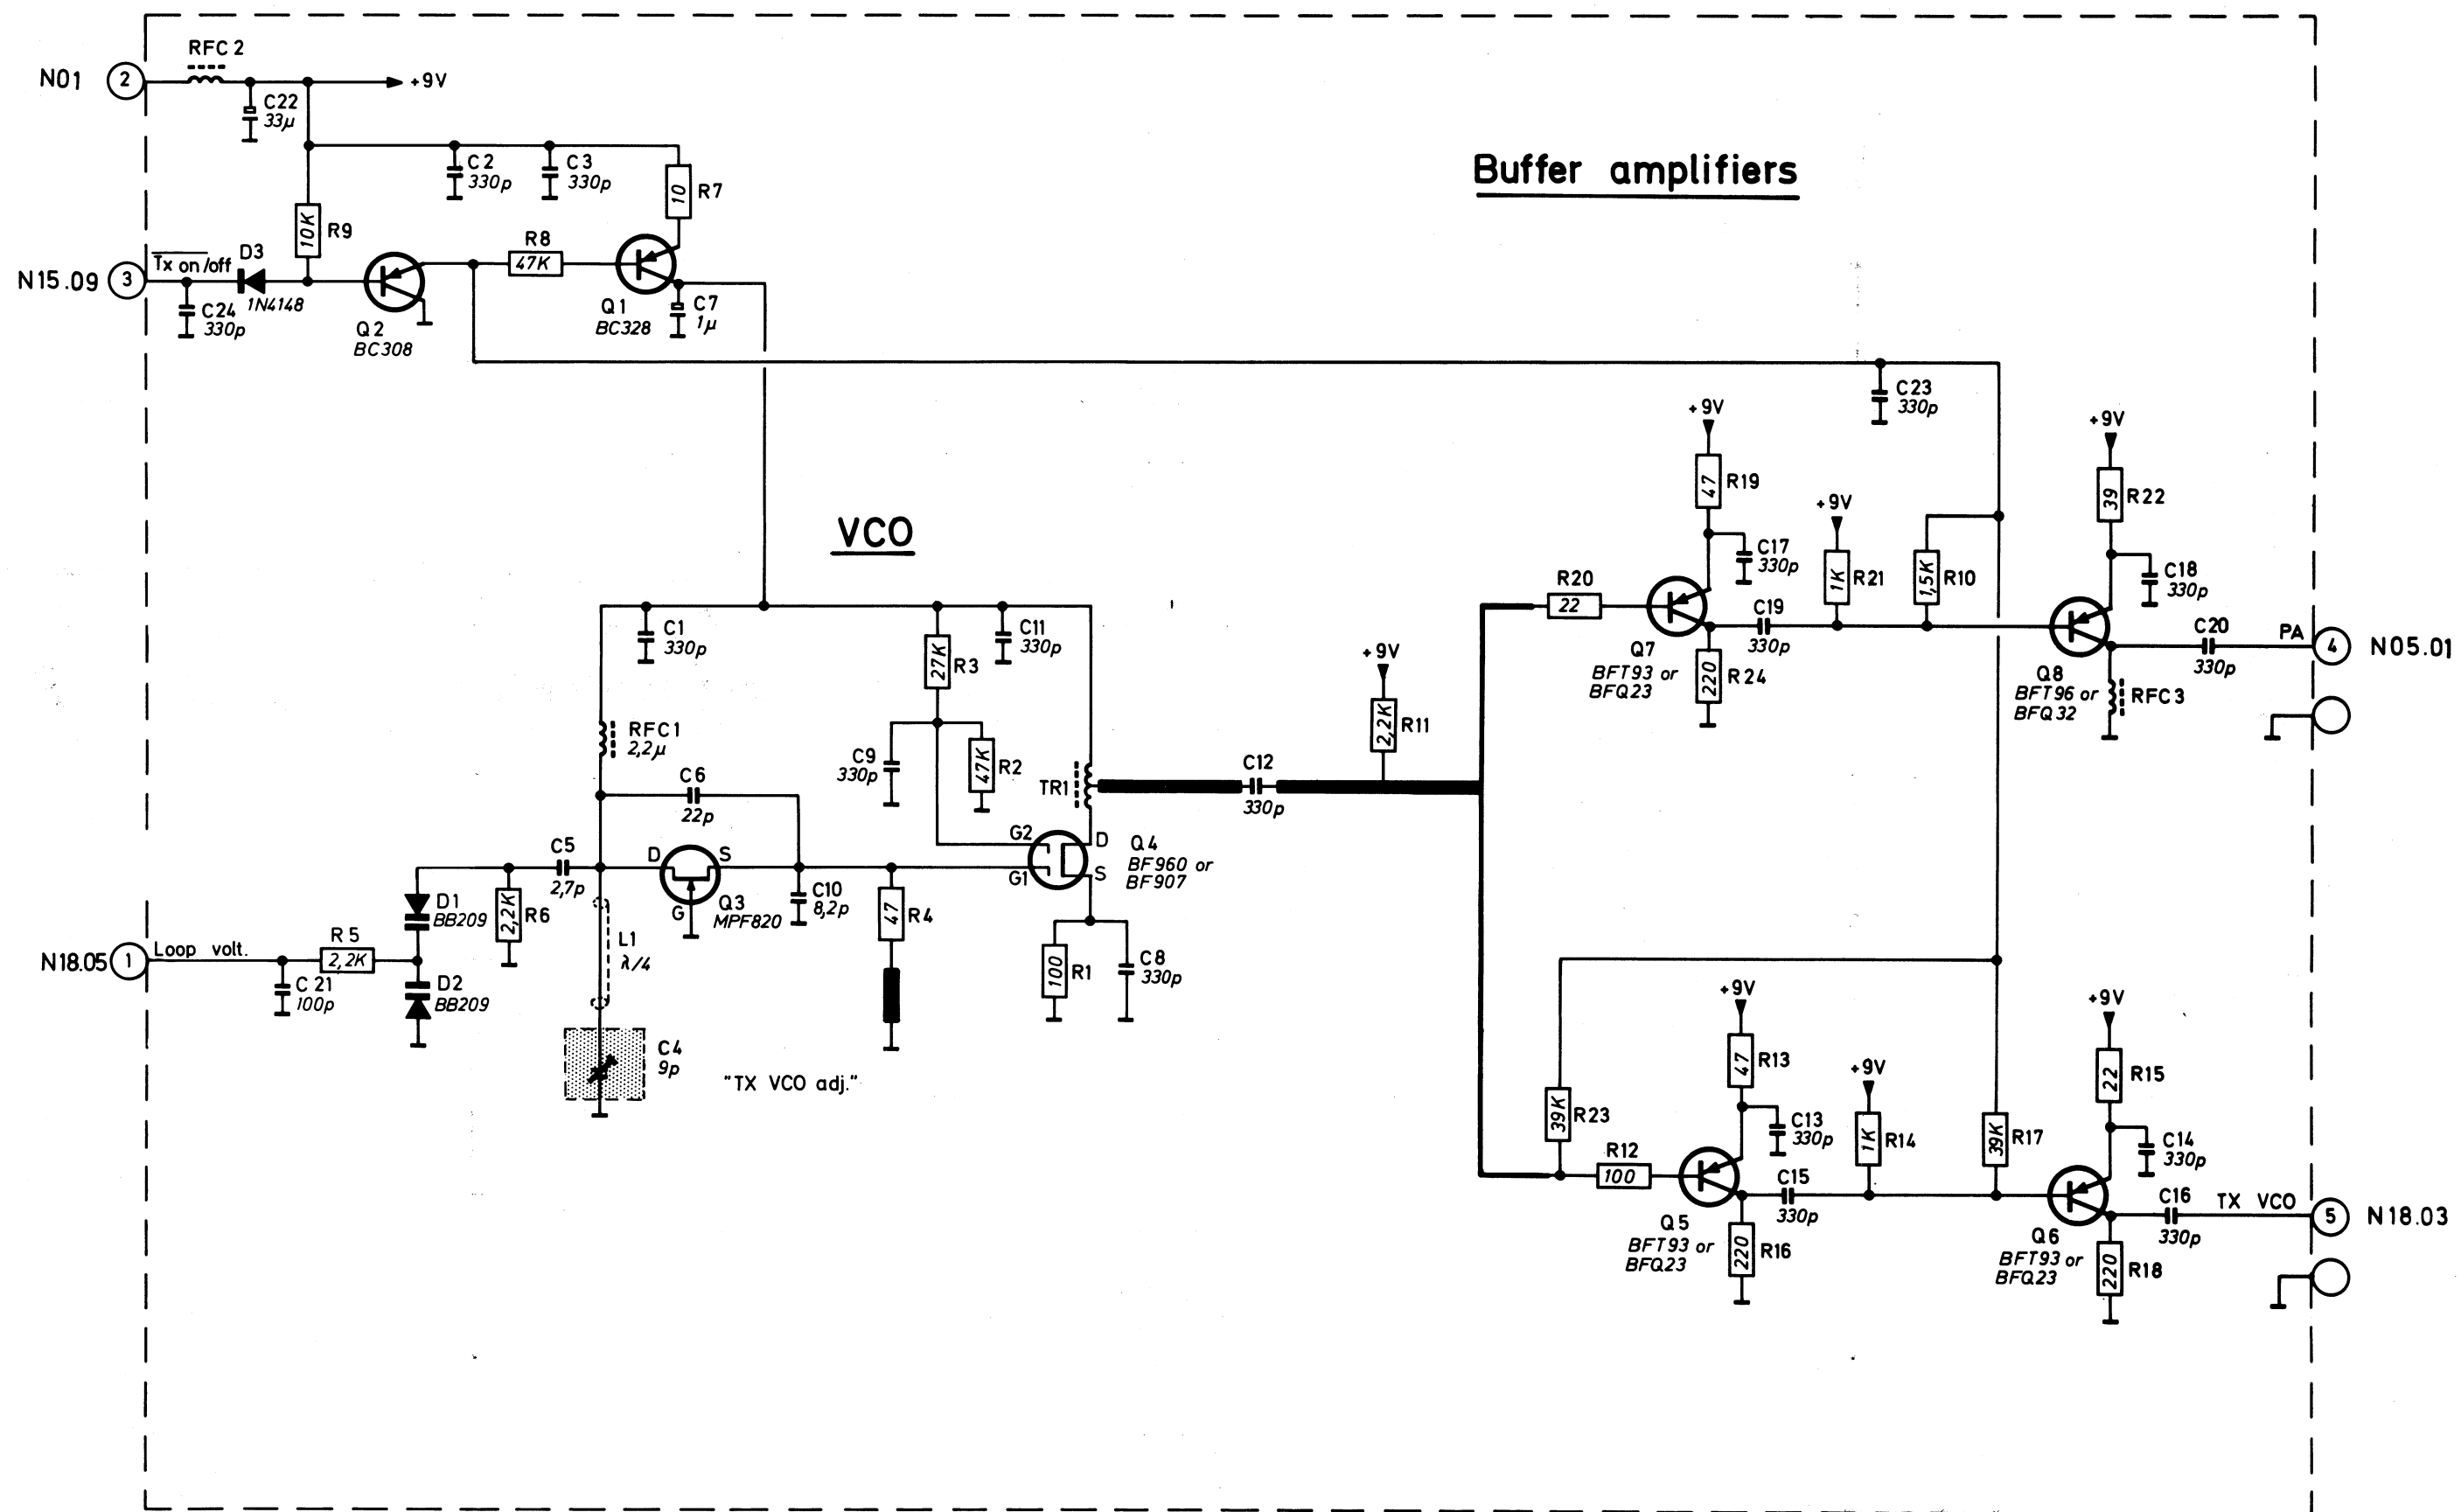 RFC 2
N01
2
+9V
C22
33µ
C2
330p
C3
330p
10
R7
Buffer amplifiers
10K
R9
Tx on/off
D3
R8
47K
N15.09
3
1N4148
C24
330p
Q2
BC308
Q1
BC328
C7
1µ
C23
330p
+9V
+9V
47
R19
+9V
39
R22
VCO
C17
330p
R20
22
1K
R21
1,5K
R10
C18
330p
C1
330p
27K
R3
C11
330p
C19
330p
Q7
BFT93 or
BFQ23
220
R24
C20
330p
PA
4
N05.01
Q8
BFT96 or
BFQ32
RFC3
+9V
2,2K
R11
RFC1
2,2µ
C9
330p
47K
R2
C6
22p
TR1
C12
330p
C5
2,7p
D
S
G
Q3
MPF820
G2
G1
D
S
Q4
BF960 or
BF907
D1
BB209
2,2K
R6
C10
8,2p
47
R4
L1
λ/4
N18.05
1
Loop volt.
R5
2,2K
C21
100p
D2
BB209
100
R1
C8
330p
C4
9p
"TX VCO adj."
+9V
47
R13
+9V
+9V
22
R15
39K
R23
C13
330p
1K
R14
39K
R17
C14
330p
R12
100
C15
330p
Q5
BFT93 or
BFQ23
220
R16
C16
330p
TX VCO
5
N18.03
Q6
BFT93 or
BFQ23
220
R18